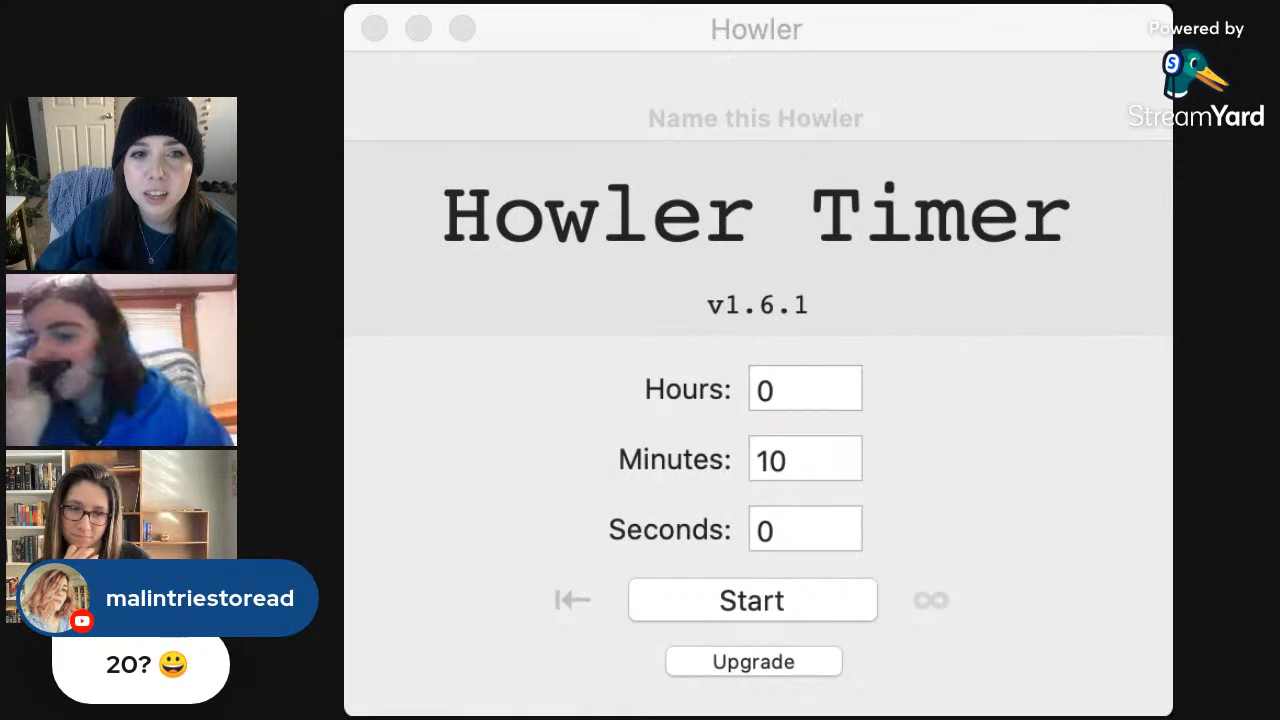 Howler
Powered by
StreamYard
Name this Howler
Howler Timer
v1.6.1
Hours: 0
Minutes: 10
Seconds: 0
Start
Upgrade
malintriestoread
20? 😀